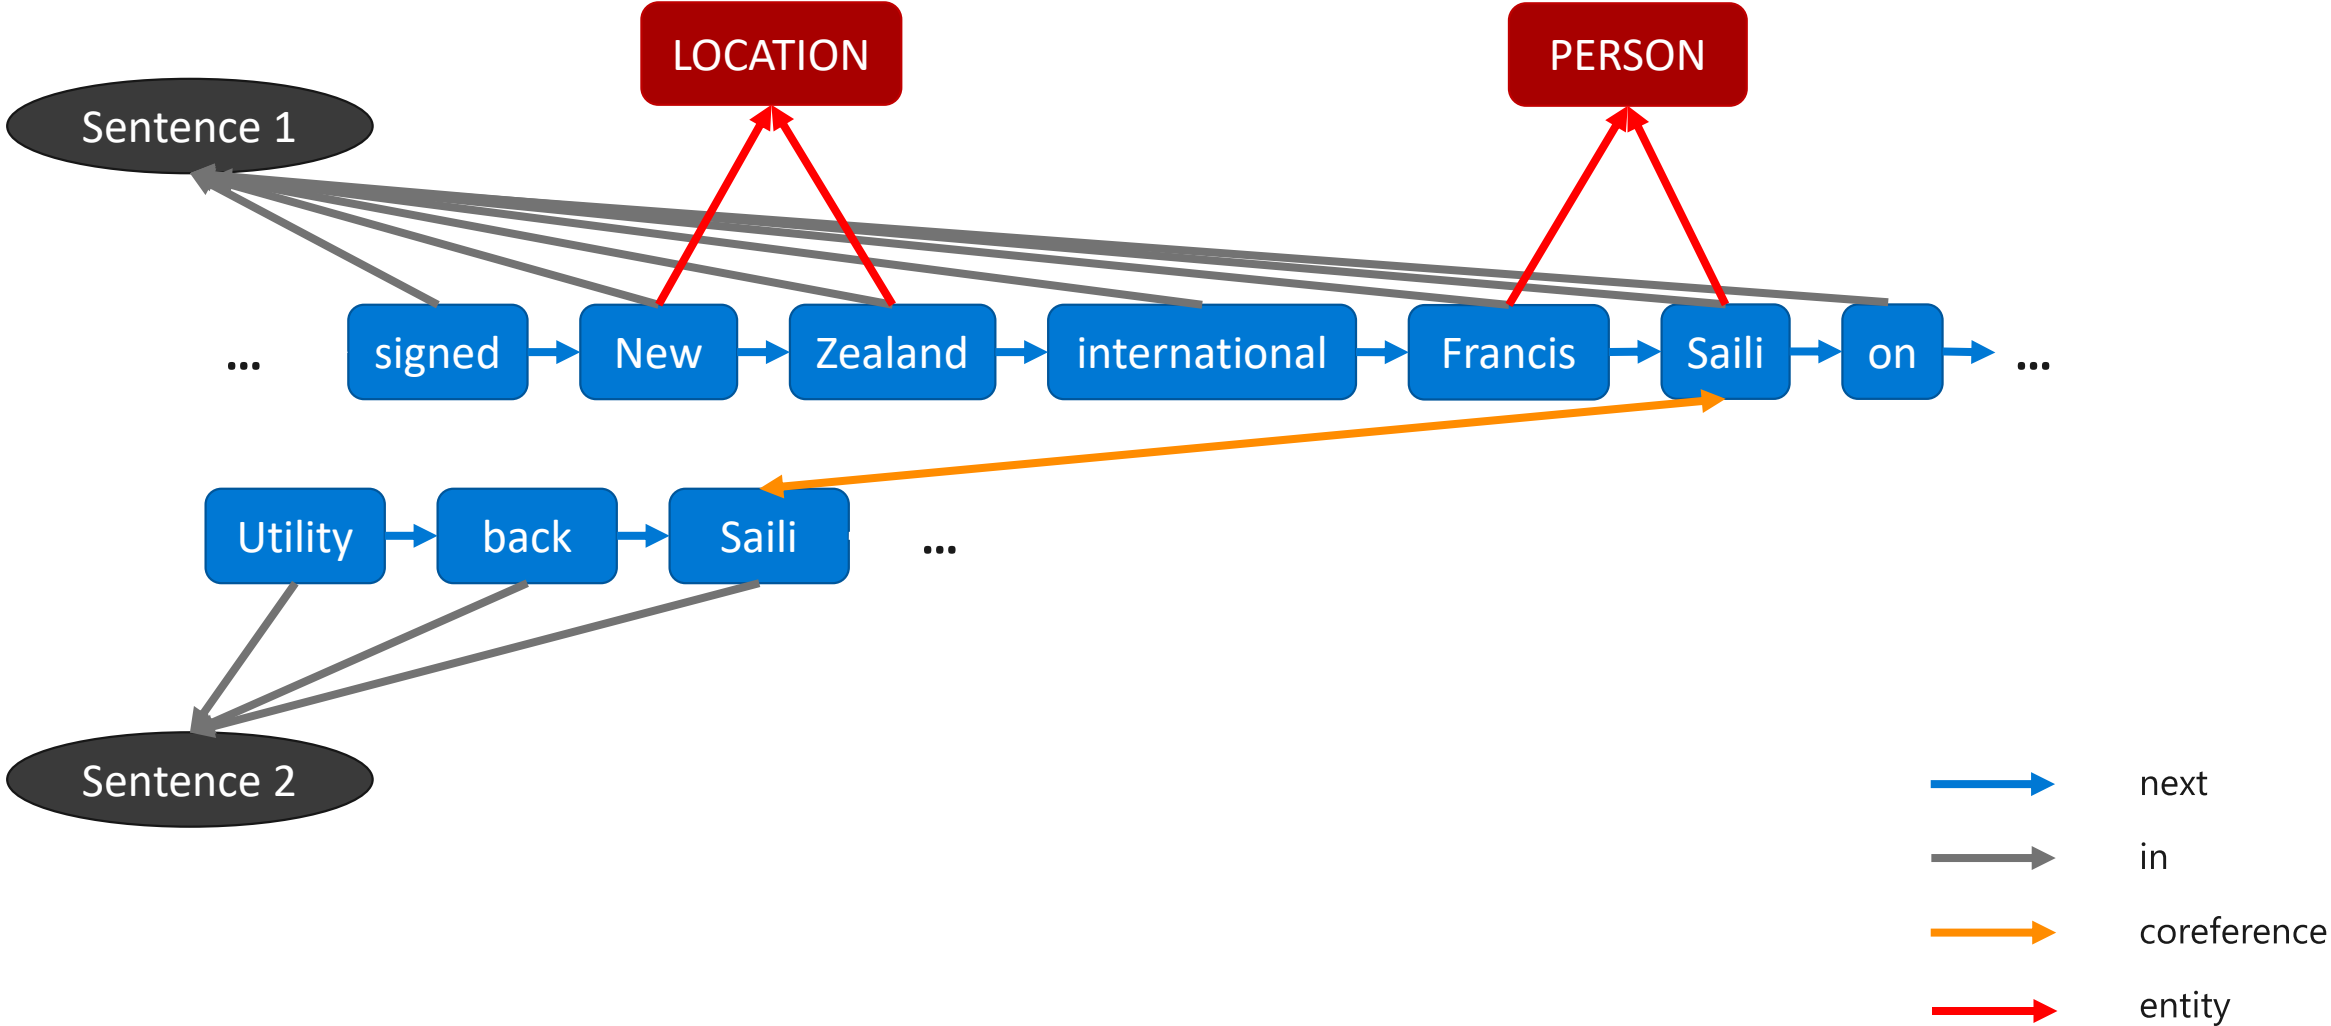 LOCATION PERSON
Sentence 1
... signed New Zealand international Francis Saili on ...
Utility back Saili ...
Sentence 2
next
in
coreference
entity